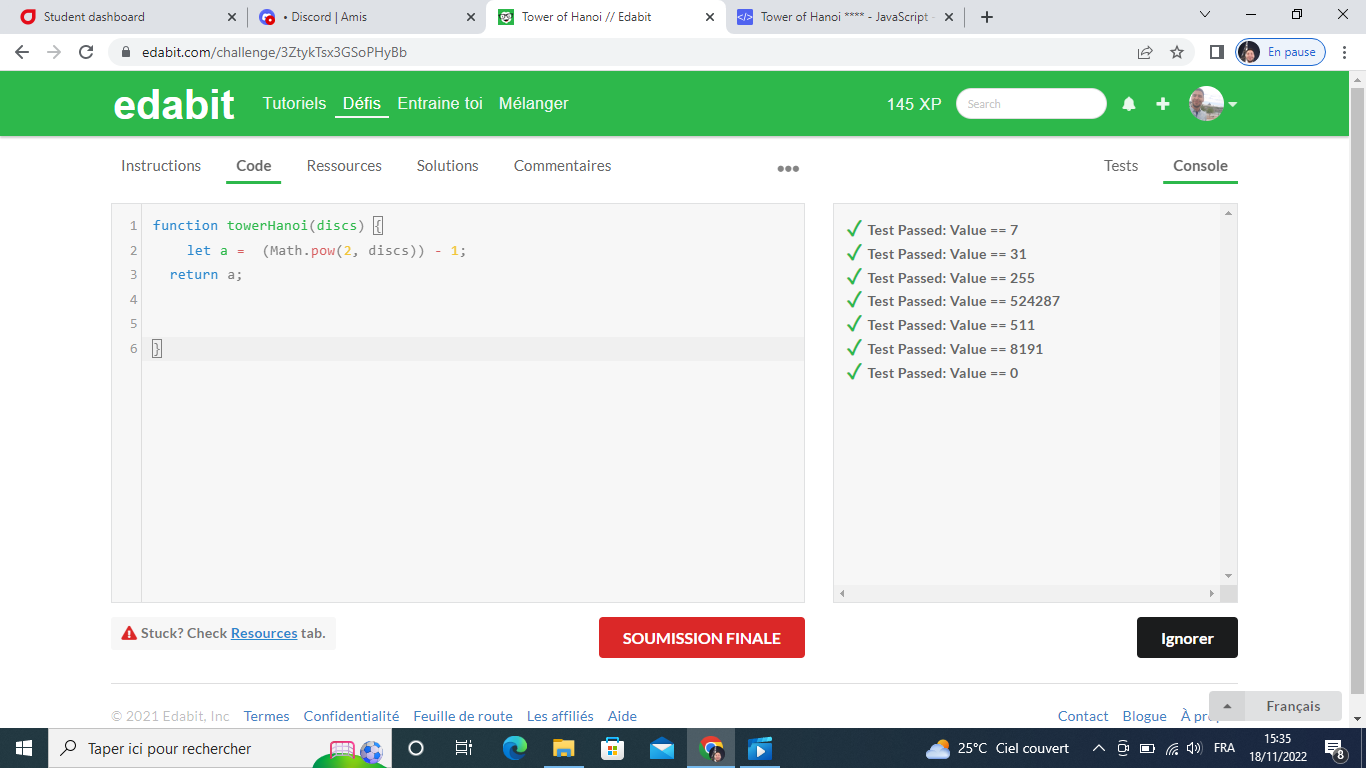 Student dashboard
• Discord | Amis
Tower of Hanoi // Edabit
Tower of Hanoi **** - JavaScript -
edabit.com/challenge/3ZtykTsx3GSoPHyBb
En pause
edabit
Tutoriels Défis Entraine toi Mélanger
145 XP
Search
Instructions Code Ressources Solutions Commentaires
Tests Console
1 function towerHanoi(discs) {
2 let a = (Math.pow(2, discs)) - 1;
3 return a;
4
5
6 }
Test Passed: Value == 7
Test Passed: Value == 31
Test Passed: Value == 255
Test Passed: Value == 524287
Test Passed: Value == 511
Test Passed: Value == 8191
Test Passed: Value == 0
Stuck? Check Resources tab.
SOUMISSION FINALE
Ignorer
© 2021 Edabit, Inc Termes Confidentialité Feuille de route Les affiliés Aide
Contact Blogue À prop
Français
Taper ici pour rechercher
25°C Ciel couvert
FRA
15:35
18/11/2022
8